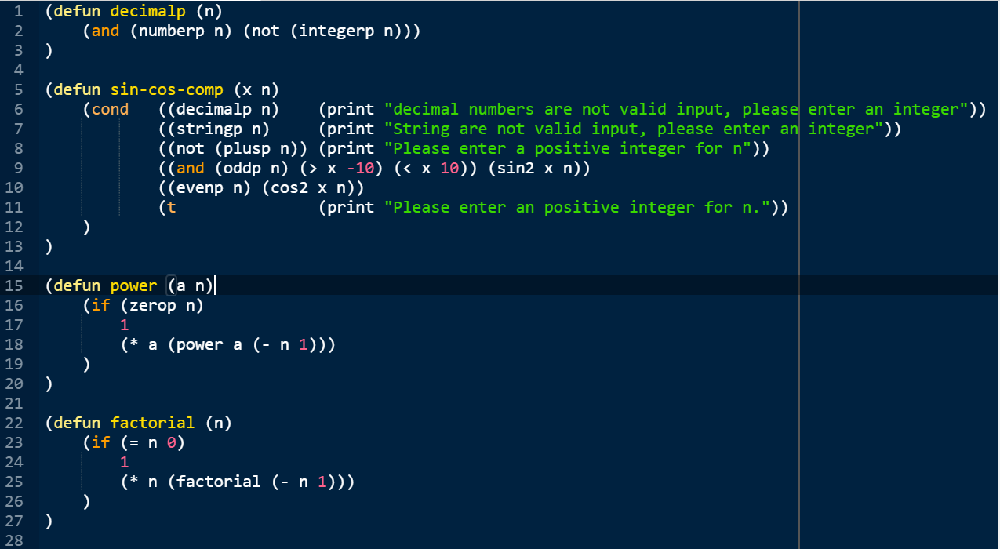 1 (defun decimalp (n)
2     (and (numberp n) (not (integerp n)))
3 )
4
5 (defun sin-cos-comp (x n)
6     (cond   ((decimalp n)    (print "decimal numbers are not valid input, please enter an integer"))
7             ((stringp n)     (print "String are not valid input, please enter an integer"))
8             ((not (plusp n)) (print "Please enter a positive integer for n"))
9             ((and (oddp n) (> x -10) (< x 10)) (sin2 x n))
10             ((evenp n) (cos2 x n))
11             (t               (print "Please enter an positive integer for n."))
12     )
13 )
14
15 (defun power (a n)
16     (if (zerop n)
17         1
18         (* a (power a (- n 1)))
19     )
20 )
21
22 (defun factorial (n)
23     (if (= n 0)
24         1
25         (* n (factorial (- n 1)))
26     )
27 )
28